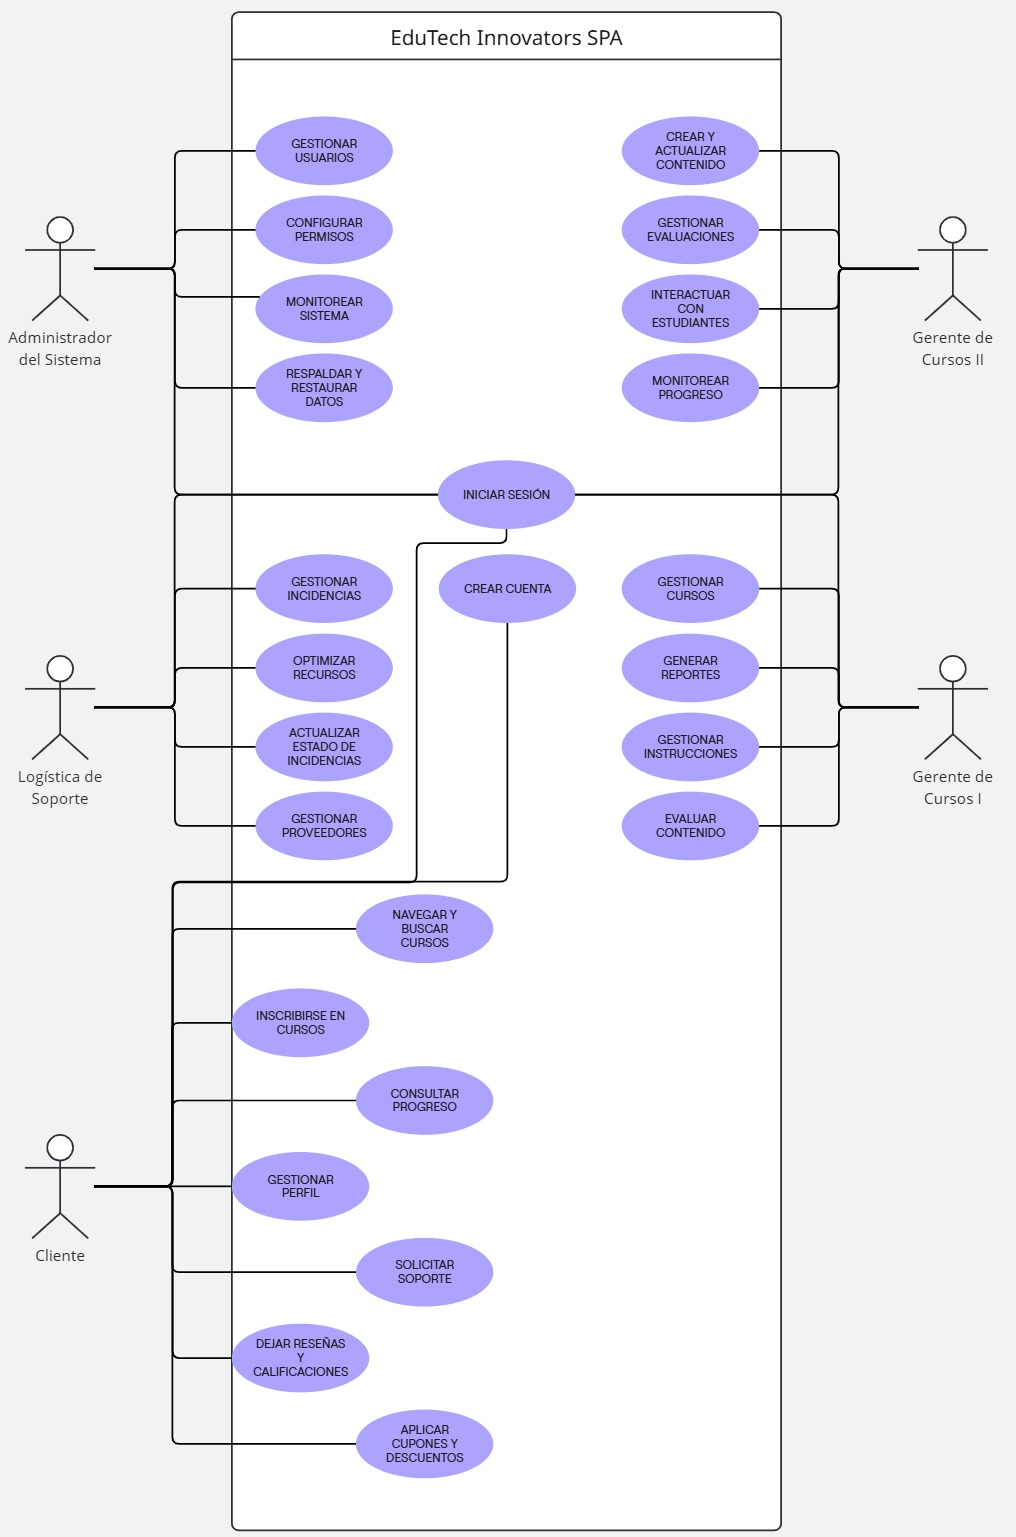 EduTech Innovators SPA
GESTIONAR
USUARIOS
CONFIGURAR
PERMISOS
MONITOREAR
SISTEMA
RESPALDAR Y
RESTAURAR
DATOS
Administrador
del Sistema
CREAR Y
ACTUALIZAR
CONTENIDO
GESTIONAR
EVALUACIONES
INTERACTUAR
CON
ESTUDIANTES
MONITOREAR
PROGRESO
Gerente de
Cursos II
INICIAR SESIÓN
CREAR CUENTA
GESTIONAR
INCIDENCIAS
OPTIMIZAR
RECURSOS
ACTUALIZAR
ESTADO DE
INCIDENCIAS
GESTIONAR
PROVEEDORES
Logística de
Soporte
GESTIONAR
CURSOS
GENERAR
REPORTES
GESTIONAR
INSTRUCCIONES
EVALUAR
CONTENIDO
Gerente de
Cursos I
NAVEGAR Y
BUSCAR
CURSOS
INSCRIBIRSE EN
CURSOS
CONSULTAR
PROGRESO
GESTIONAR
PERFIL
Cliente
SOLICITAR
SOPORTE
DEJAR RESEÑAS
Y
CALIFICACIONES
APLICAR
CUPONES Y
DESCUENTOS